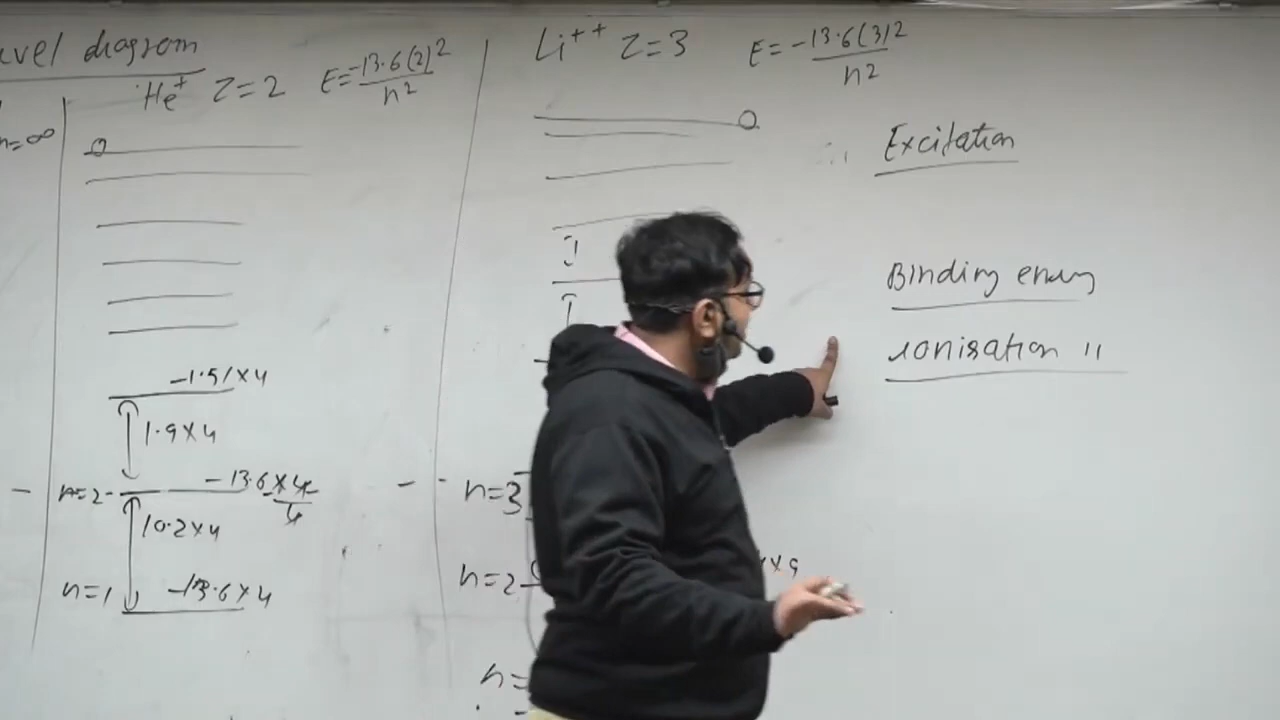 level diagram
He⁺ Z=2 E=-13.6(2)²/n²
n=∞
-1.51×4
1.9×4
n=2 -13.6×4/4
10.2×4
n=1 -13.6×4
Li⁺⁺ Z=3 E=-13.6(3)²/n²
n=3
n=2 ×9
n=
Excitation
Binding energy
ionisation "